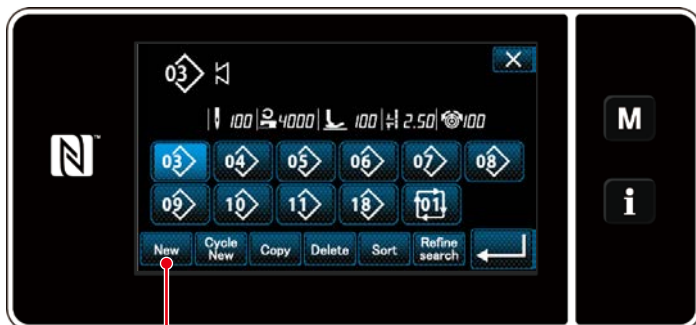 03
100 4000 100 2.50 100
03 04 05 06 07 08
09 10 11 18 01
New Cycle New Copy Delete Sort Refine search
M
i
N